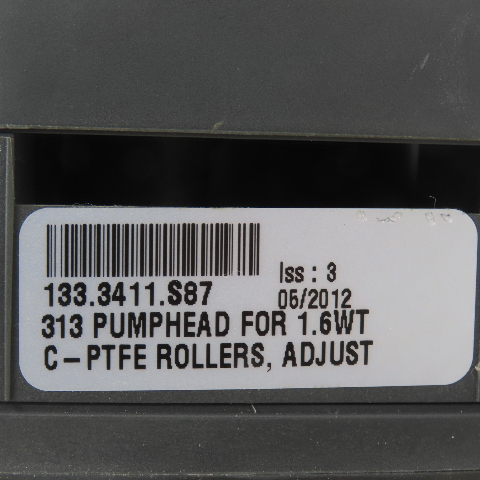 Iss : 3
133.3411.S87 06/2012
313 PUMPHEAD FOR 1.6WT
C-PTFE ROLLERS, ADJUST